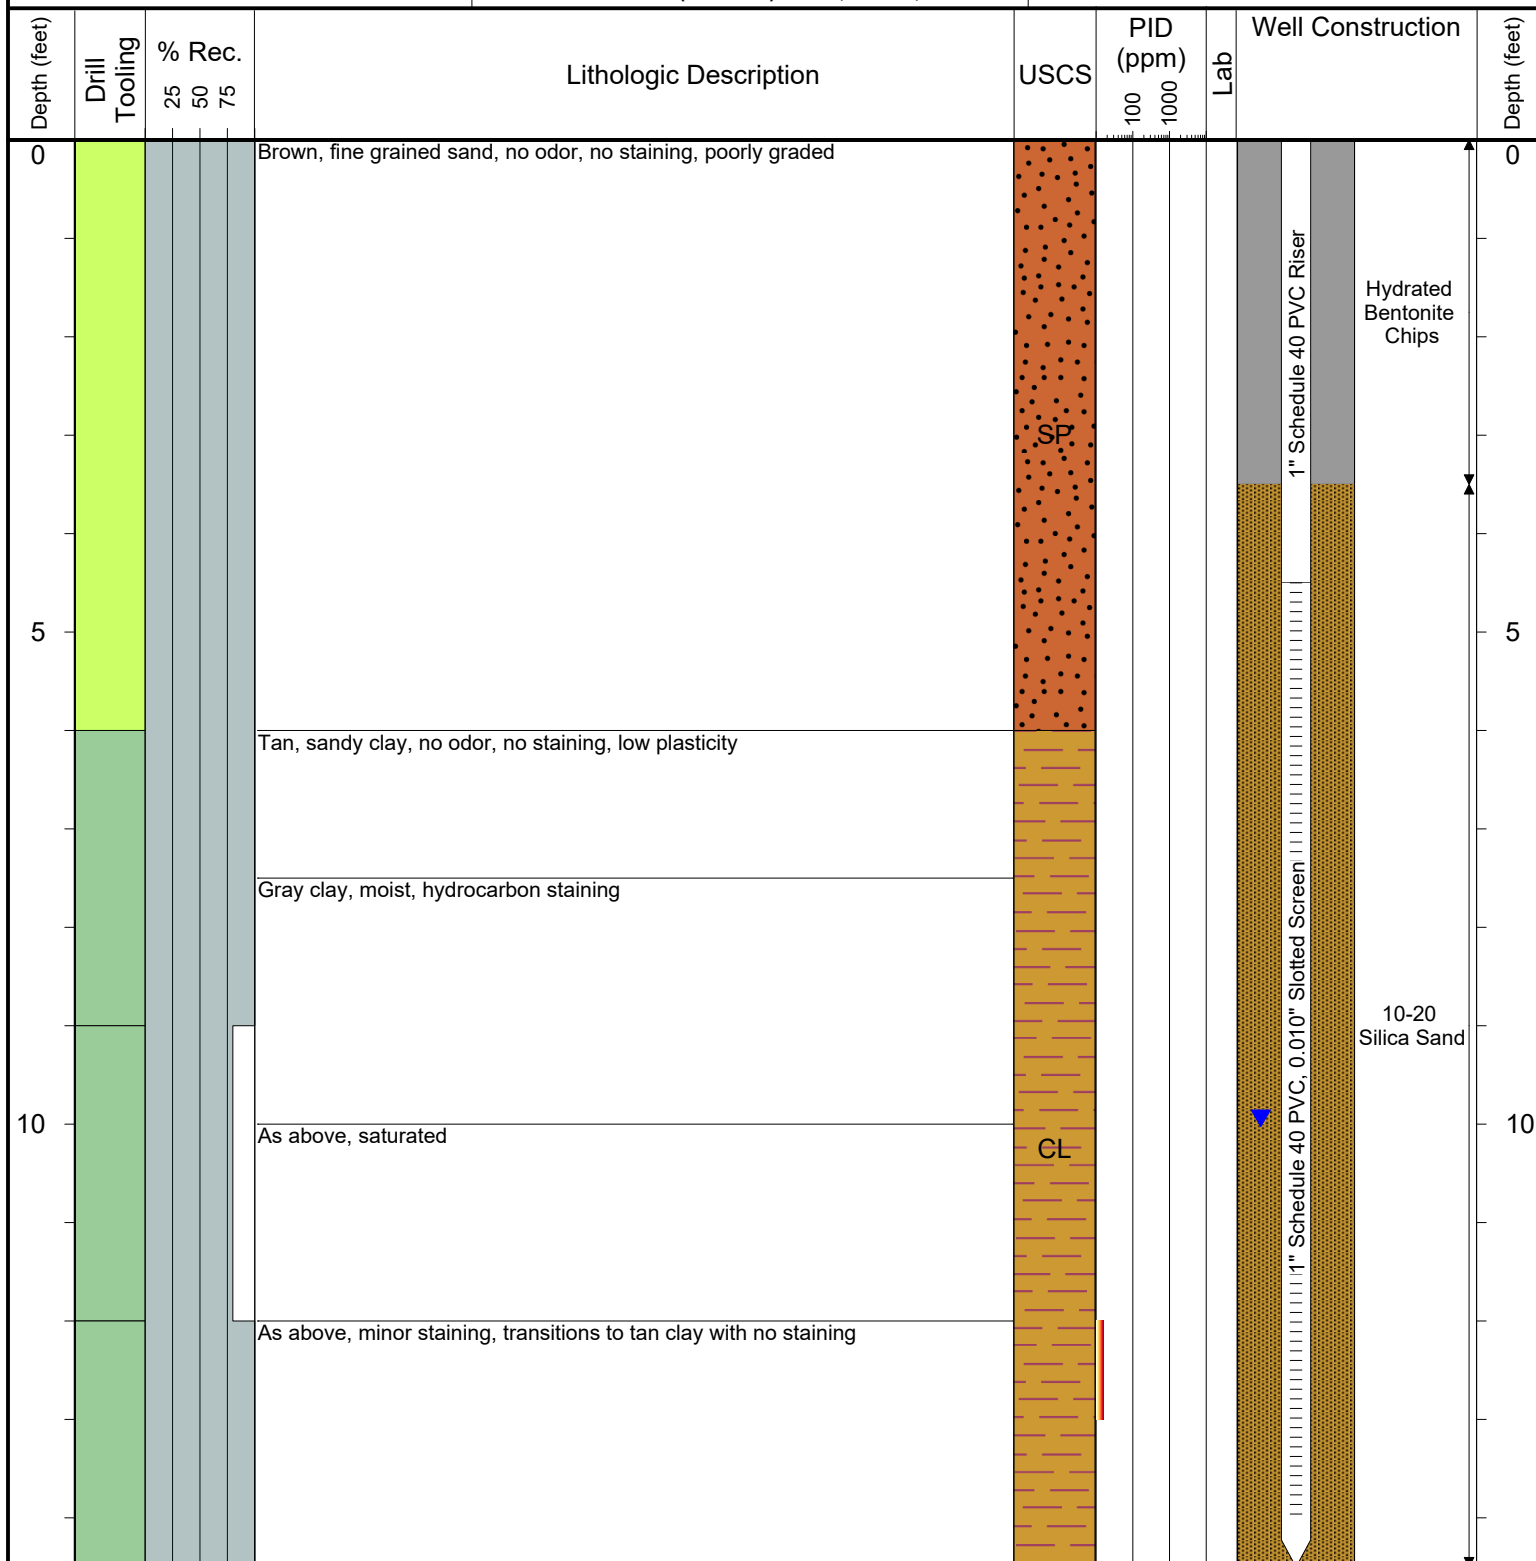 Depth (feet)
Drill
Tooling
% Rec.
25
50
75
Lithologic Description
USCS
PID
(ppm)
100
1000
Lab
Well Construction
Depth (feet)
0
Brown, fine grained sand, no odor, no staining, poorly graded
0
1" Schedule 40 PVC Riser
Hydrated
Bentonite
Chips
SP
5
5
Tan, sandy clay, no odor, no staining, low plasticity
Gray clay, moist, hydrocarbon staining
1" Schedule 40 PVC, 0.010" Slotted Screen
10-20
Silica Sand
10
As above, saturated
CL
10
As above, minor staining, transitions to tan clay with no staining